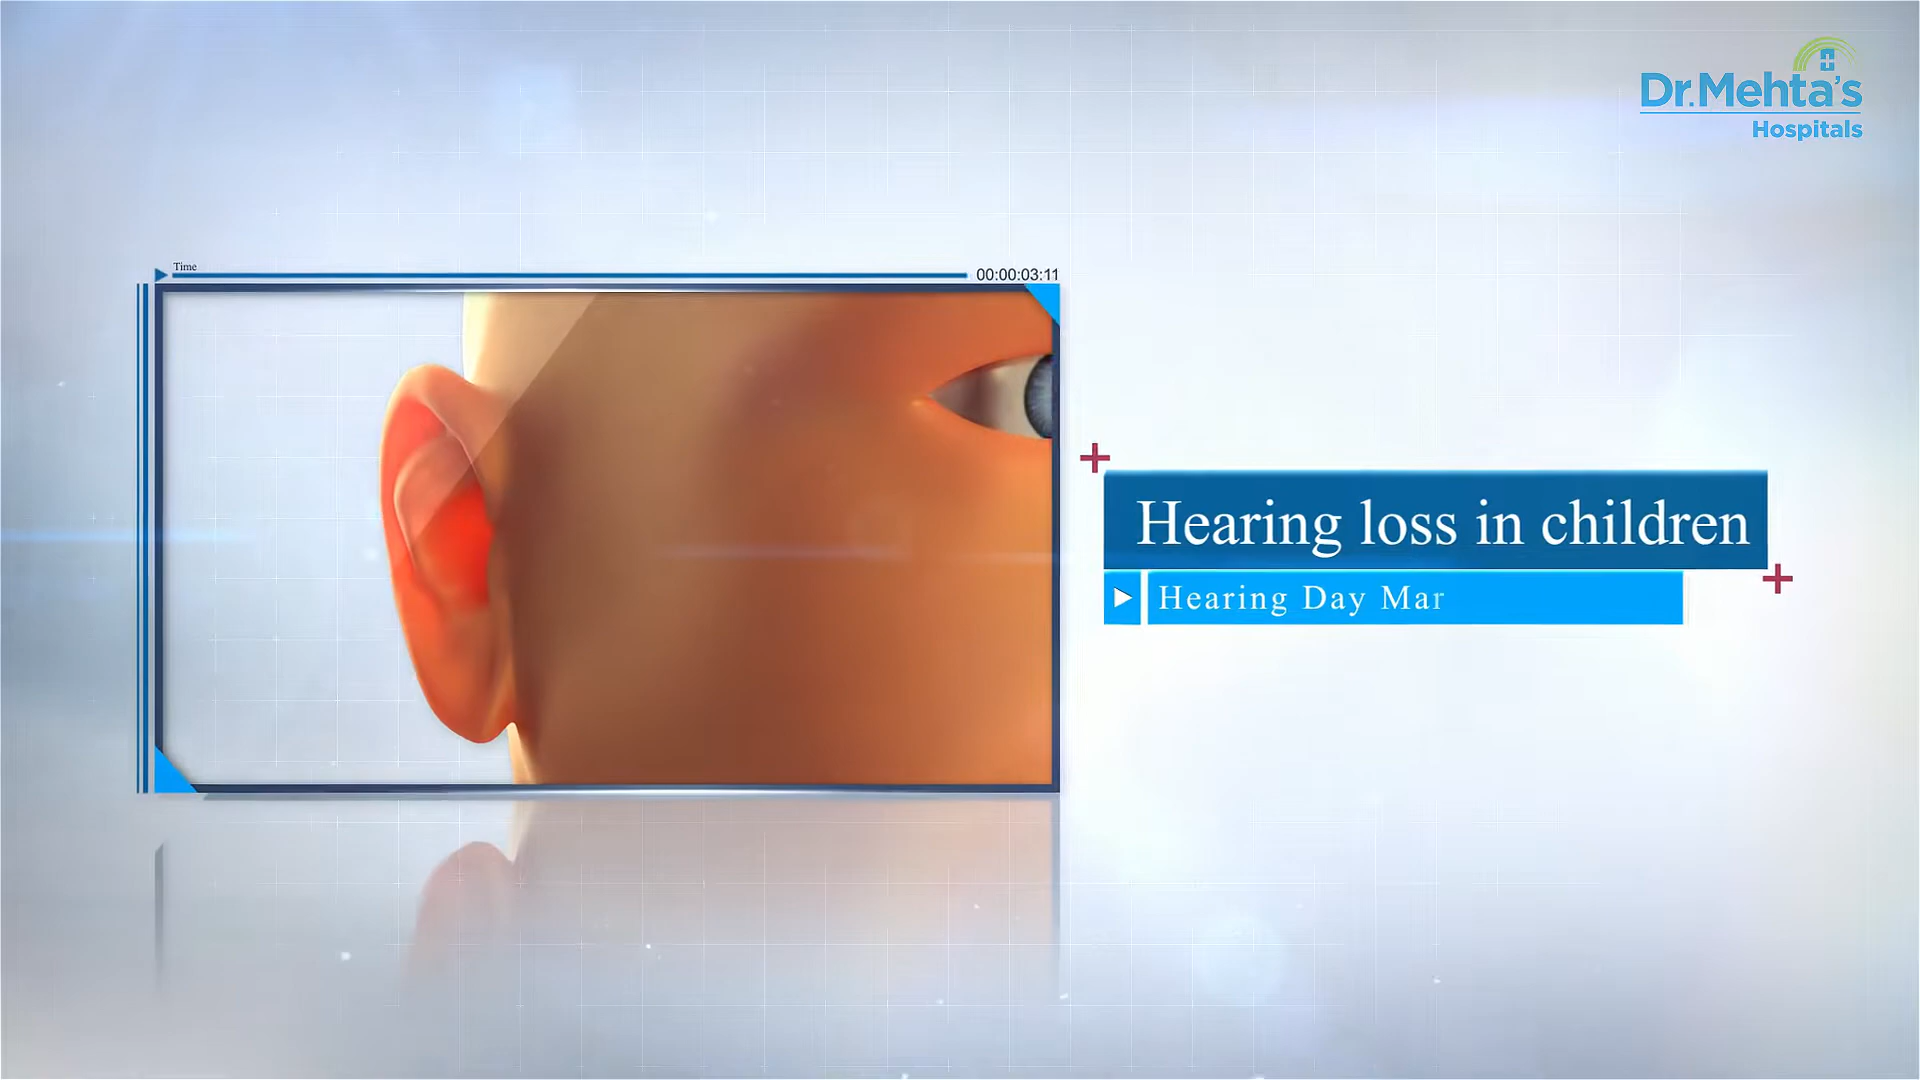 Dr.Mehta's
Hospitals
Time
00:00:03:11
Hearing loss in children
Hearing Day Mar